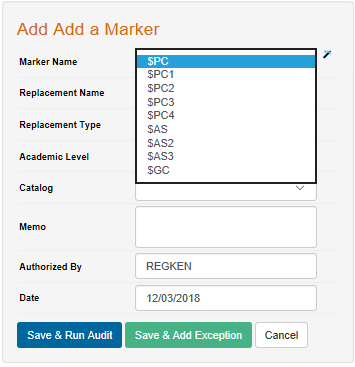 Add Add a Marker
Marker Name
$PC
$PC1
Replacement Name
$PC2
$PC3
$PC4
Replacement Type
$AS
$AS2
Academic Level
$AS3
$GC
Catalog
Memo
Authorized By REGKEN
Date 12/03/2018
Save & Run Audit Save & Add Exception Cancel